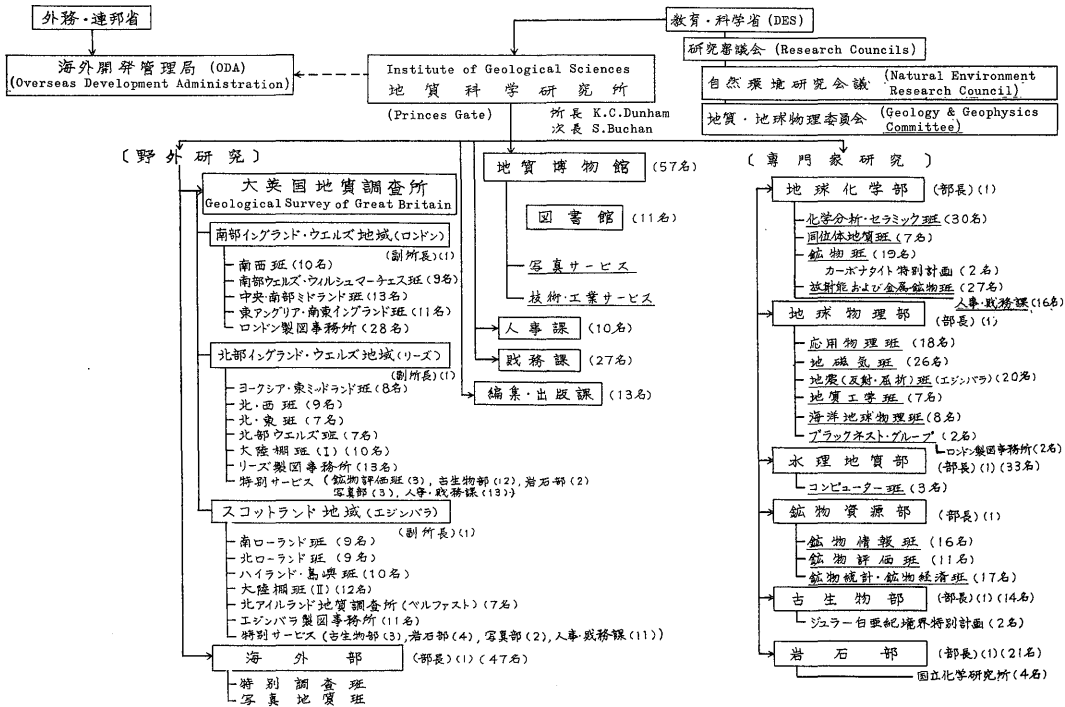 外務・連邦省
海外開発管理局 (ODA)
(Overseas Development Administration)
Institute of Geological Sciences
地質科学研究所
(Princes Gate)
所長 K.C.Dunham
次長 S.Buchan
教育・科学省 (DES)
研究審議会 (Research Councils)
自然環境研究会議 (Natural Environment
Research Council)
地質・地球物理委員会 (Geology & Geophysics
Committee)
〔野外研究〕
大英国地質調査所
Geological Survey of Great Britain
南部イングランド・ウエルズ地域(ロンドン)
(副所長)(1)
南西班(10名)
南部ウェルズ・ウィルシュマーチェス班(9名)
中央・南部ミドランド班(13名)
東アングリア・南東イングランド班(11名)
ロンドン製図事務所(28名)
北部イングランド・ウエルズ地域(リーズ)
(副所長)(1)
ヨークシア・東ミッドランド班(8名)
北・西班(9名)
北・東班(7名)
北部ウエルズ班(7名)
大陸棚班(I)(10名)
リーズ製図事務所(13名)
特別サービス(鉱物評価班(3),古生物部(12), 岩石部(2)
写真部(3), 人事・財務課(13))
スコットランド地域(エジンバラ)
(副所長)(1)
南ローランド班(9名)
北ローランド班(9名)
ハイランド・島嶼班(10名)
大陸棚班(II)(12名)
北アイルランド地質調査所(ベルファスト)(7名)
エジンバラ製図事務所(11名)
特別サービス(古生物部(3), 岩石部(4), 写真部(2), 人事・財務課(11))
海外部 (部長)(1)(47名)
特別調査班
写真地質班
地質博物館 (57名)
図書館 (11名)
写真サービス
技術・工業サービス
人事課 (10名)
財務課 (27名)
編集・出版課 (13名)
〔専門家研究〕
地球化学部 (部長)(1)
化学分析・セラミック班(30名)
同位体地質班(7名)
鉱物班(19名)
カーボナタイト特別計画(2名)
放射能および金属鉱物班(27名)
人事・財務課(16名)
地球物理部 (部長)(1)
応用物理班(18名)
地磁気班(26名)
地震(反射・屈折)班(エジンバラ)(20名)
地質工学班(7名)
海洋地球物理班(8名)
ブラックネスト・グループ(2名)
ロンドン製図事務所(2名)
水理地質部 (部長)(1)(33名)
コンピューター班(3名)
鉱物資源部 (部長)(1)
鉱物情報班(16名)
鉱物評価班(11名)
鉱物統計・鉱物経済班(17名)
古生物部 (部長)(1)(14名)
ジュラー白亜紀境界特別計画(2名)
岩石部 (部長)(1)(21名)
国立化学研究所(4名)